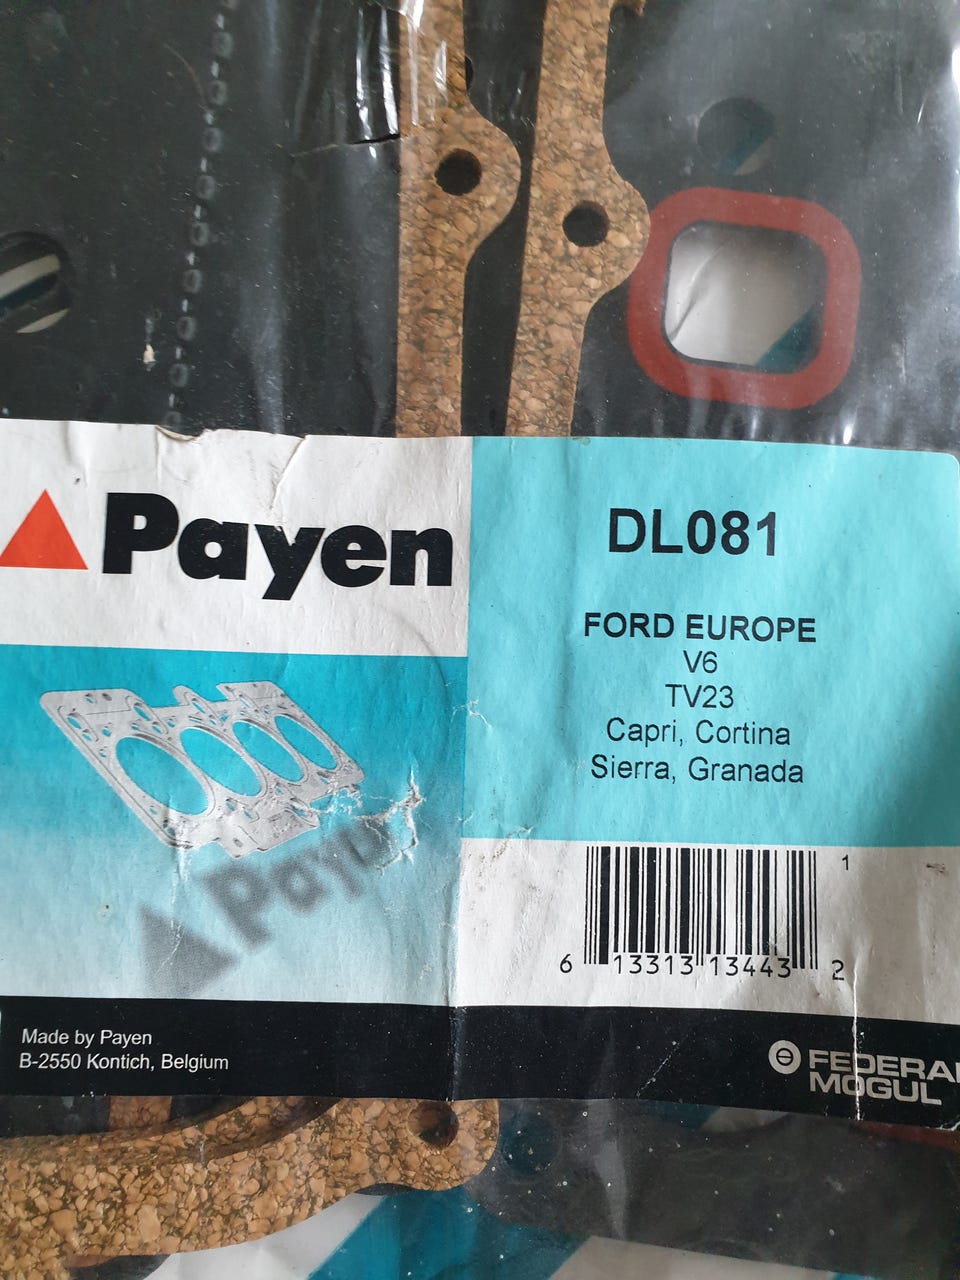 Payen
DL081
FORD EUROPE
V6
TV23
Capri, Cortina
Sierra, Granada
Payen
1
6 13313 13443 2
Made by Payen
B-2550 Kontich, Belgium
FEDERAL
MOGUL